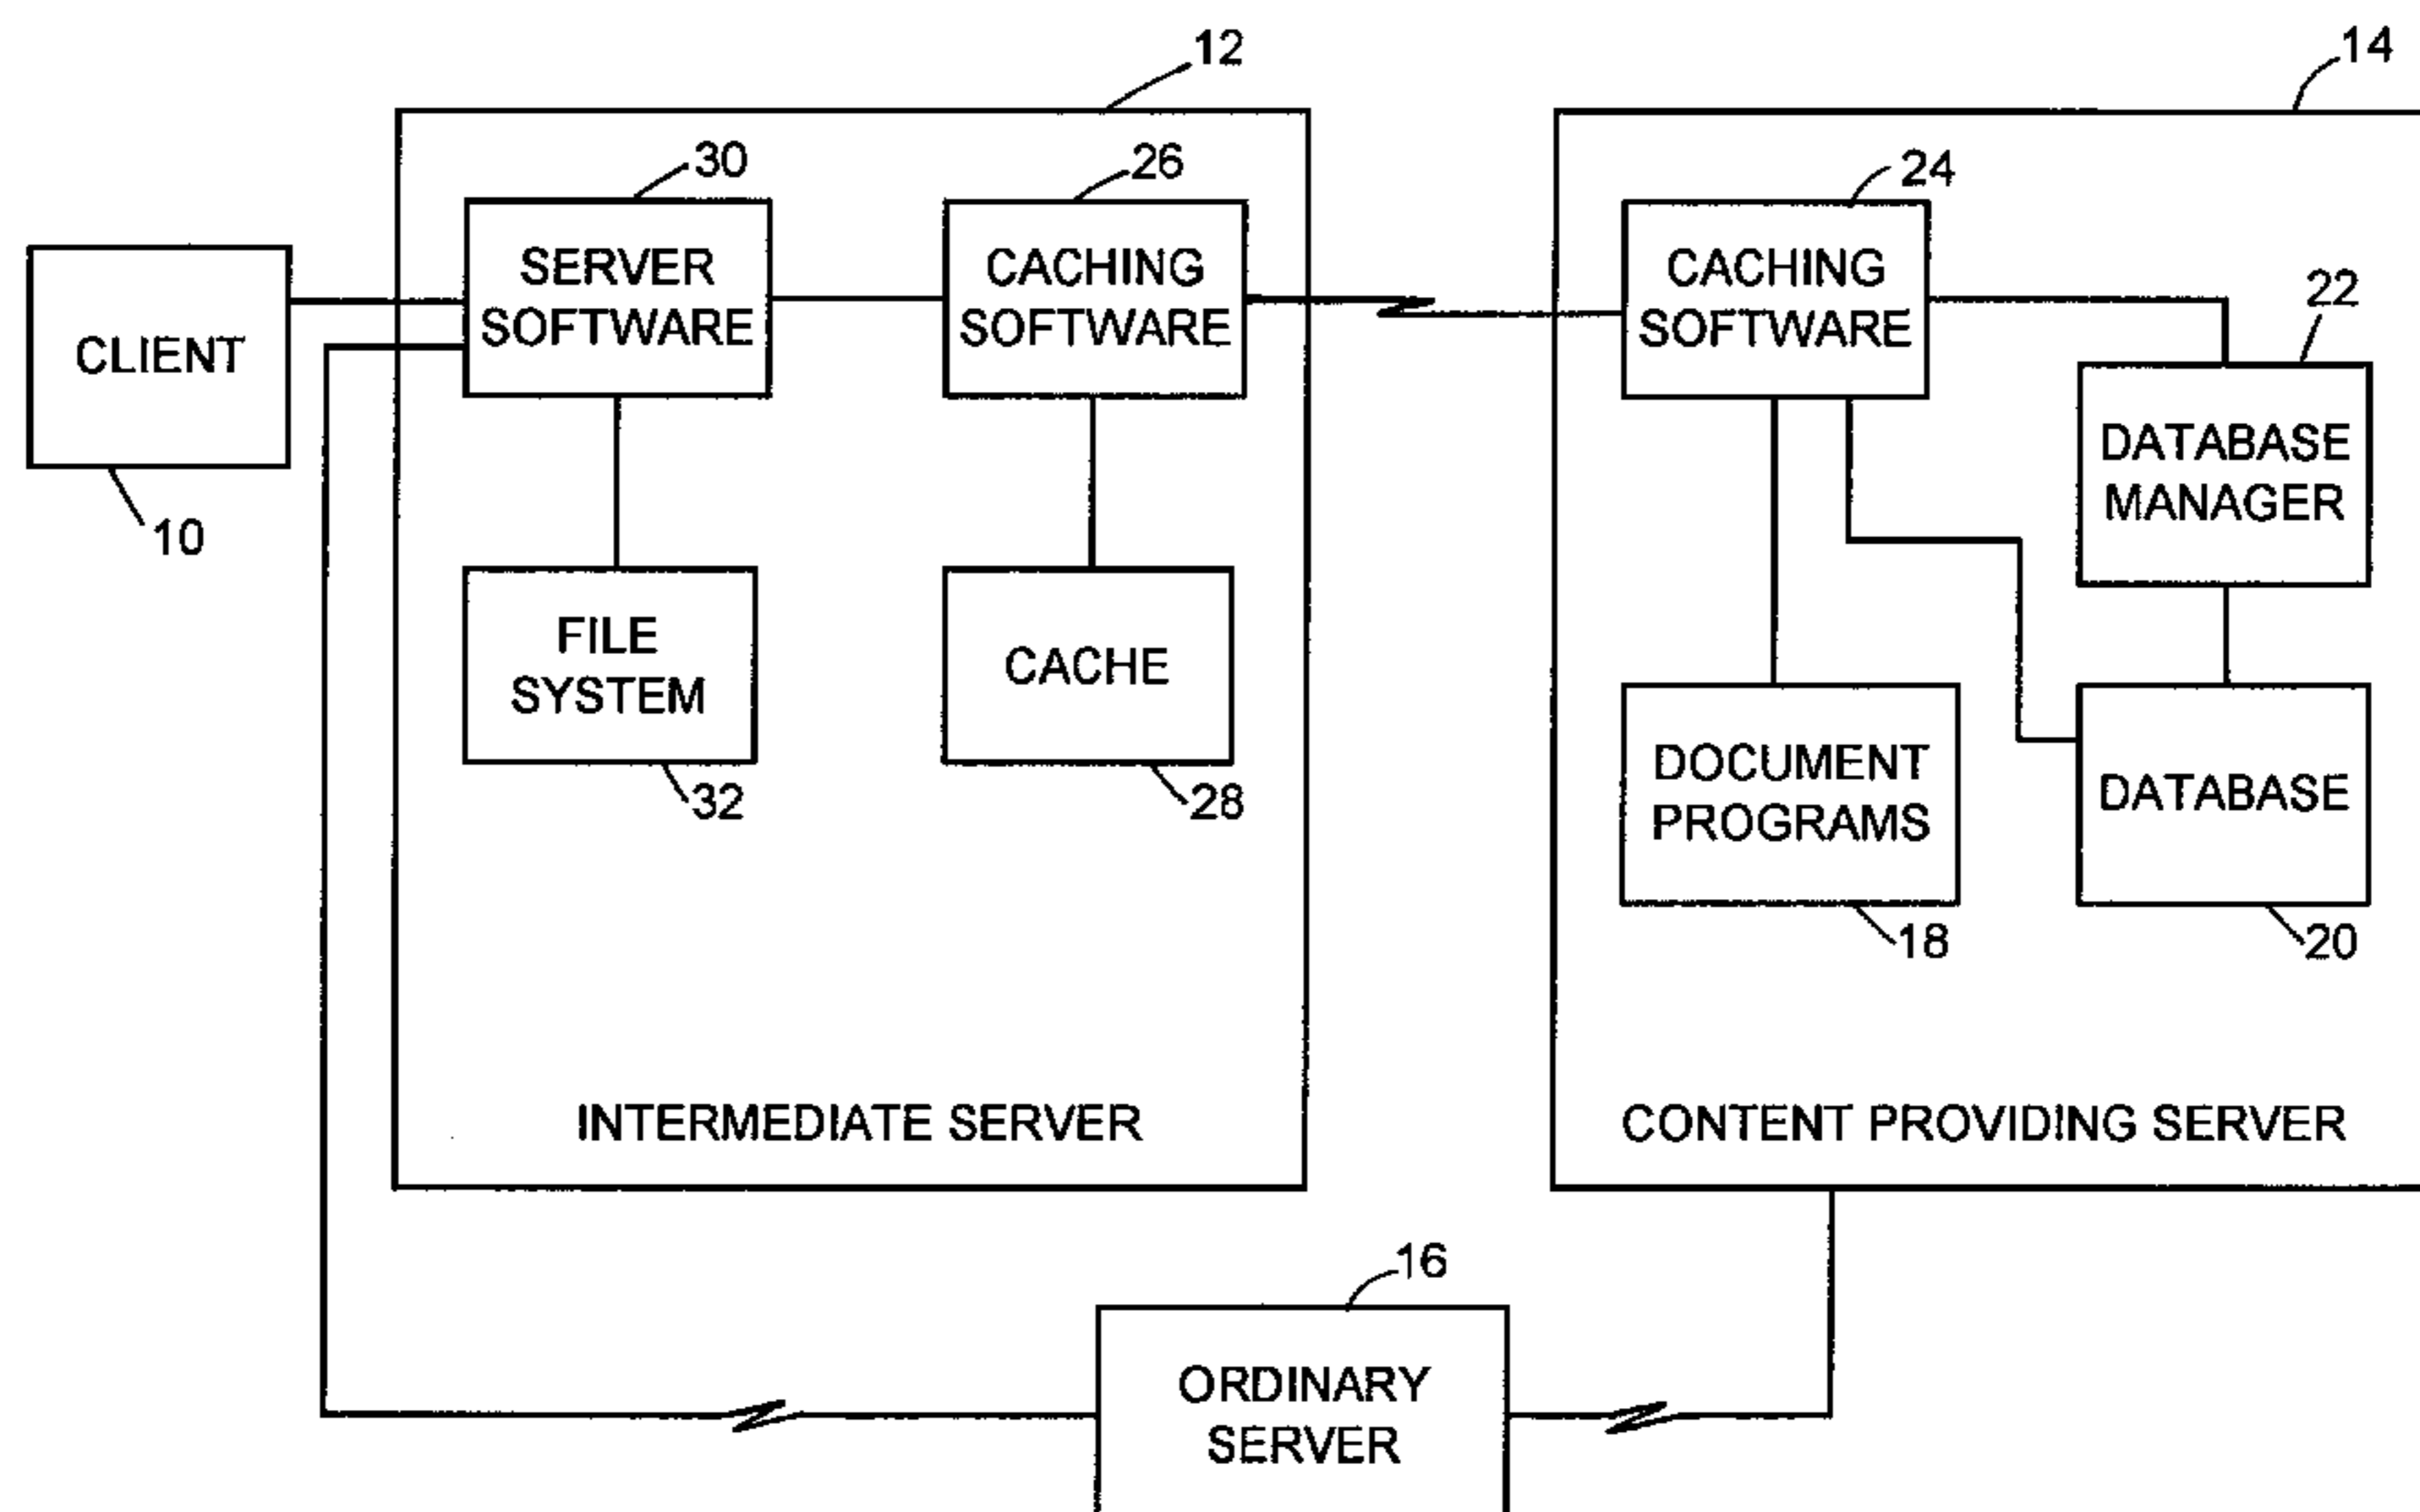 12
14
30
26
24
SERVER
SOFTWARE
CACHING
SOFTWARE
CACHING
SOFTWARE
22
CLIENT
DATABASE
MANAGER
10
FILE
SYSTEM
CACHE
DOCUMENT
PROGRAMS
DATABASE
32
28
18
20
INTERMEDIATE SERVER
CONTENT PROVIDING SERVER
16
ORDINARY
SERVER